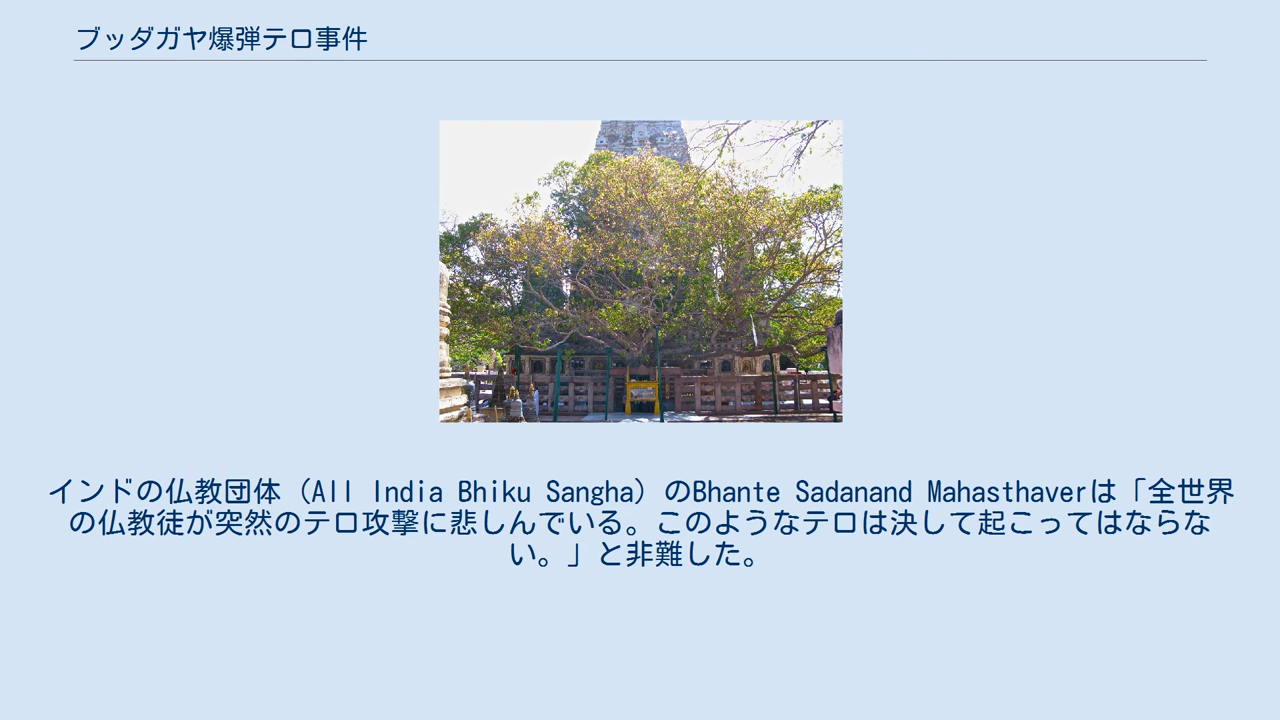 ブッダガヤ爆弾テロ事件
インドの仏教団体（All India Bhiku Sangha）のBhante Sadanand Mahasthaverは「全世界
の仏教徒が突然のテロ攻撃に悲しんでいる。このようなテロは決して起こってはならな
い。」と非難した。